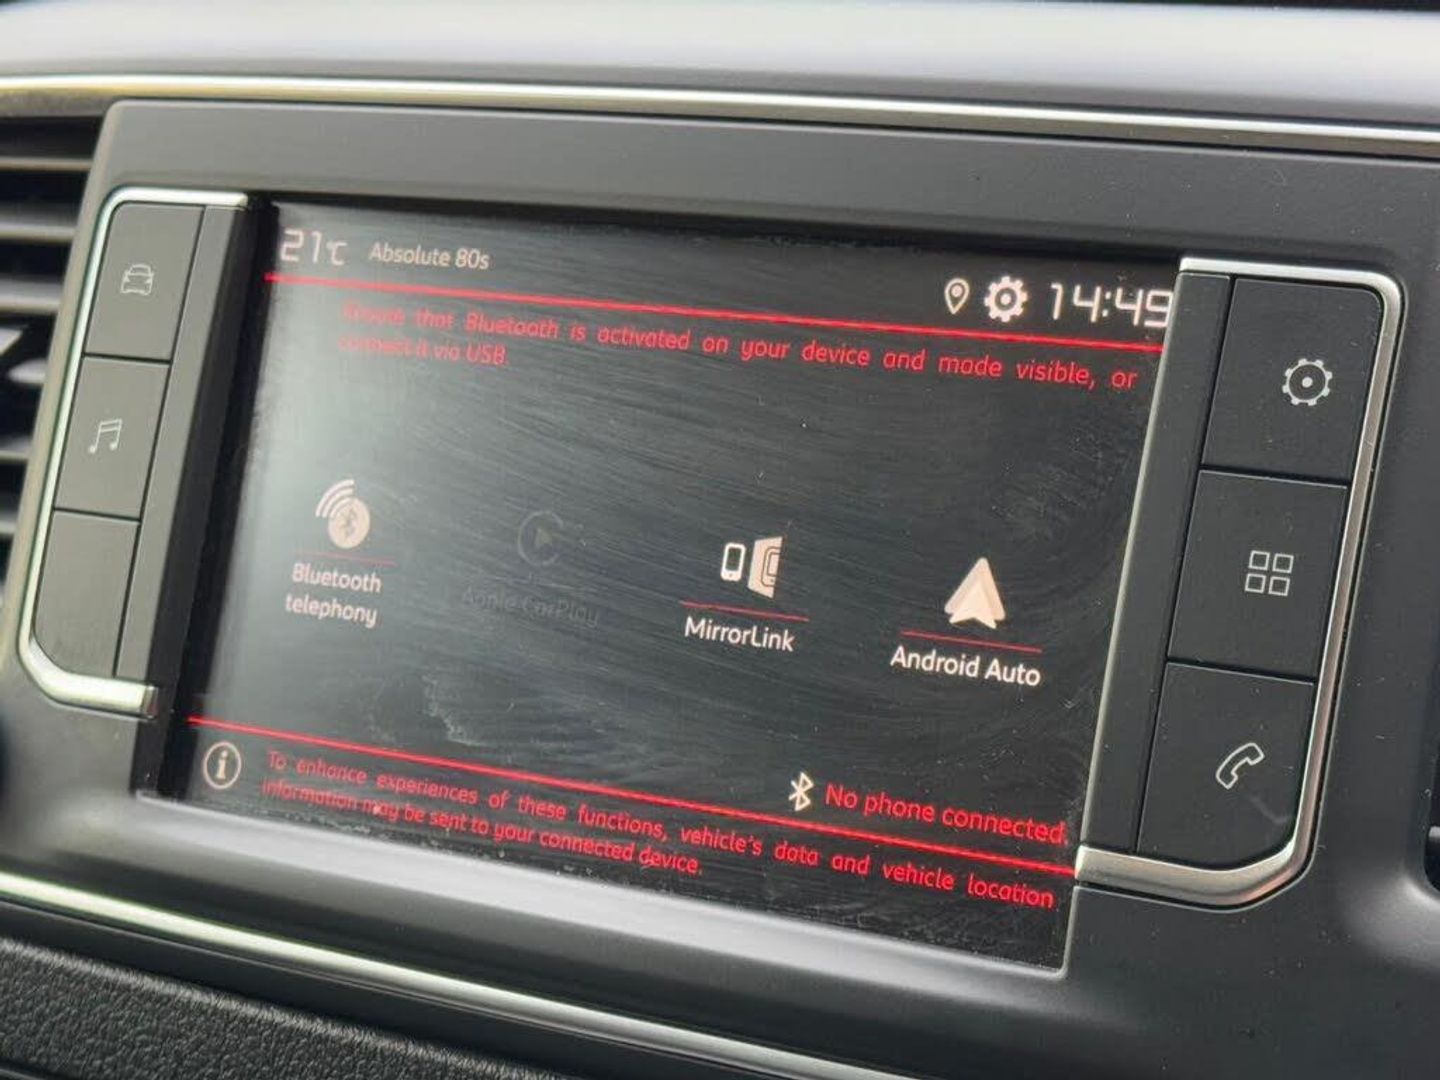 21°C Absolute 80s 14:49
Ensure that Bluetooth is activated on your device and made visible, or
connect it via USB.
Bluetooth
telephony
Apple CarPlay
MirrorLink
Android Auto
No phone connected.
To enhance experiences of these functions, vehicle's data and vehicle location
information may be sent to your connected device.